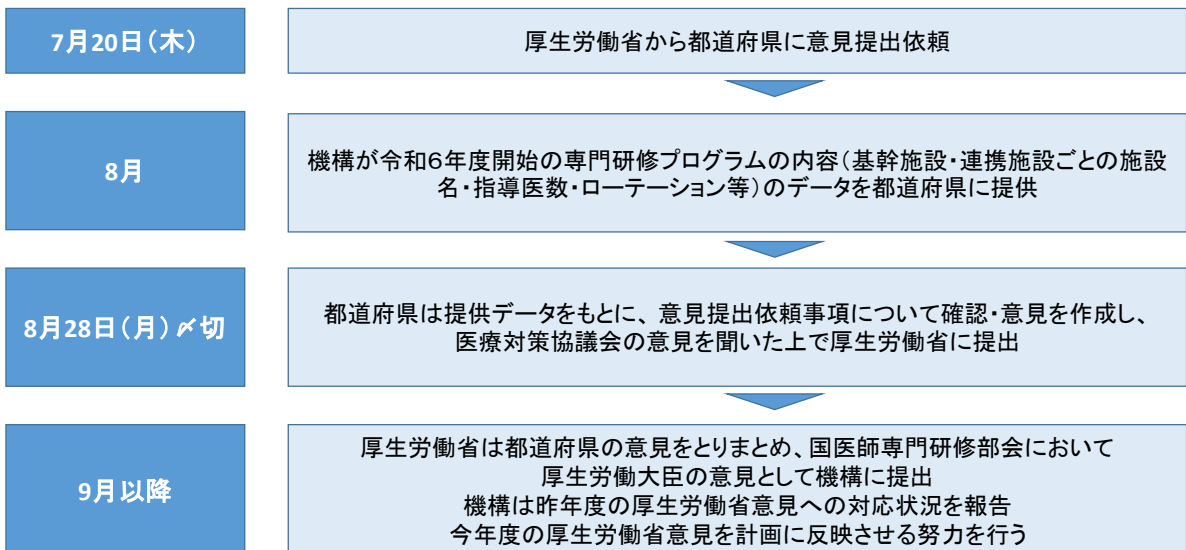 7月20日(木)
厚生労働省から都道府県に意見提出依頼
8月
機構が令和6年度開始の専門研修プログラムの内容(基幹施設・連携施設ごとの施設
名・指導医数・ローテーション等)のデータを都道府県に提供
8月28日(月)〆切
都道府県は提供データをもとに、意見提出依頼事項について確認・意見を作成し、
医療対策協議会の意見を聞いた上で厚生労働省に提出
9月以降
厚生労働省は都道府県の意見をとりまとめ、国医師専門研修部会において
厚生労働大臣の意見として機構に提出
機構は昨年度の厚生労働省意見への対応状況を報告
今年度の厚生労働省意見を計画に反映させる努力を行う